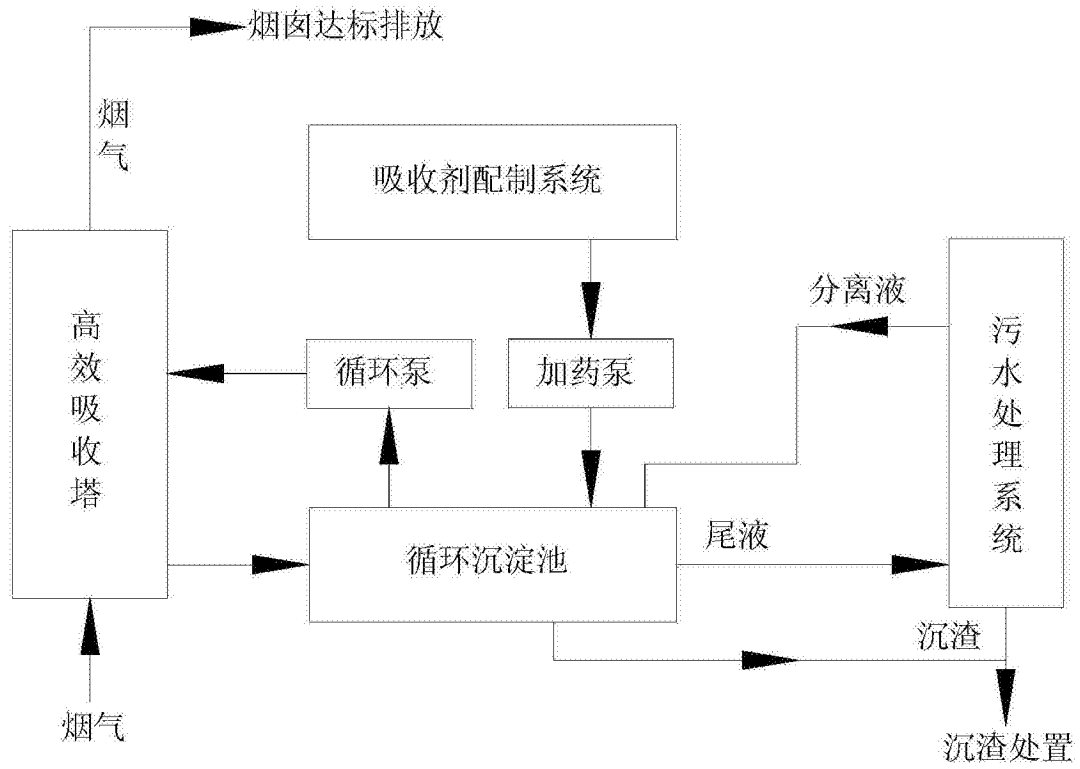 烟囱达标排放
烟气
吸收剂配制系统
高效吸收塔
循环泵
加药泵
分离液
污水处理系统
循环沉淀池
尾液
沉渣
烟气
沉渣处置